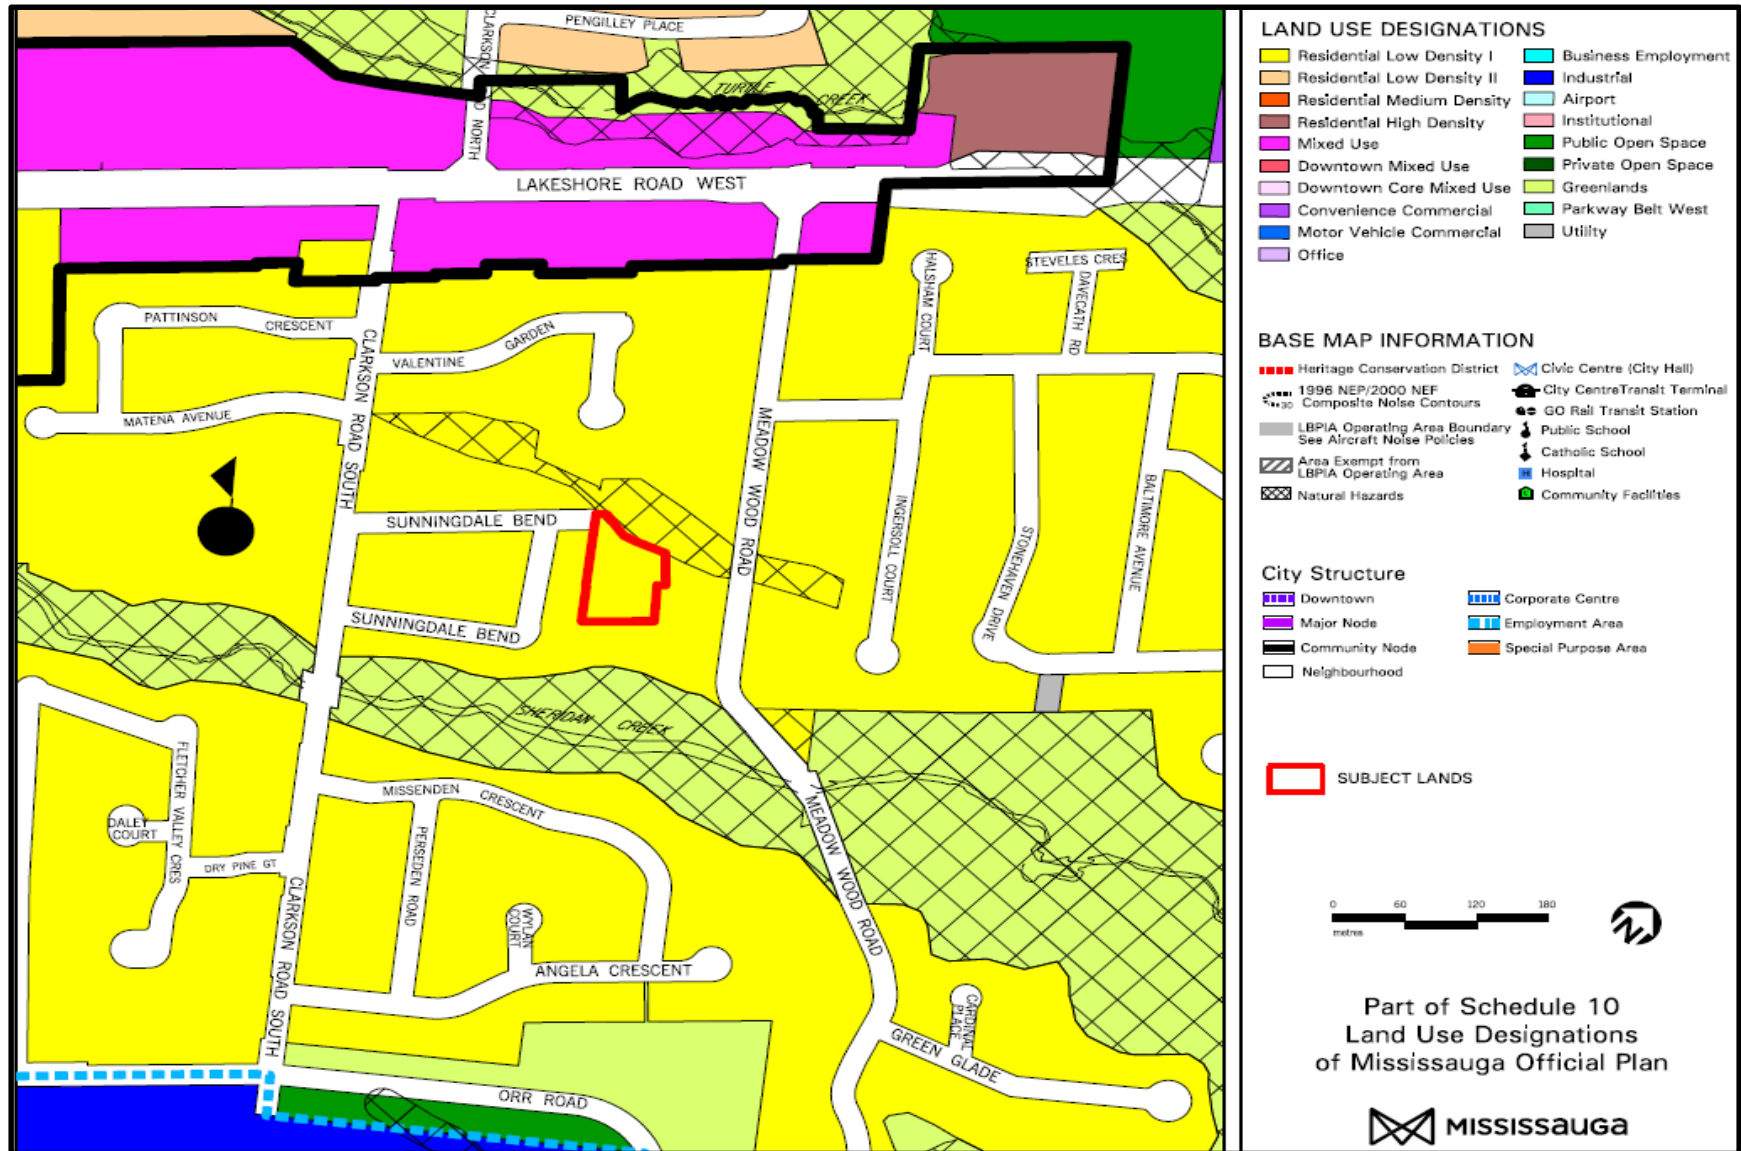 PENGILLEY PLACE
CLARKSON ROAD NORTH
TURTLE CREEK
LAKESHORE ROAD WEST
HALSHAM COURT
STEVELES CRES
DAVECATH RD
PATTINSON CRESCENT
VALENTINE GARDEN
MATENA AVENUE
CLARKSON ROAD SOUTH
MEADOW WOOD ROAD
INGERSOLL COURT
STONEHAVEN DRIVE
BALTIMORE AVENUE
SUNNINGDALE BEND
SUNNINGDALE BEND
SHERIDAN CREEK
FLETCHER VALLEY CRES
DALEY
COURT
DRY PINE GT
MISSENDEN CRESCENT
PERSEDEN ROAD
WYLAN
COURT
ANGELA CRESCENT
CLARKSON ROAD SOUTH
MEADOW WOOD ROAD
CARDINAL
PLACE
GREEN GLADE
ORR ROAD
LAND USE DESIGNATIONS
Residential Low Density I
Residential Low Density II
Residential Medium Density
Residential High Density
Mixed Use
Downtown Mixed Use
Downtown Core Mixed Use
Convenience Commercial
Motor Vehicle Commercial
Office
Business Employment
Industrial
Airport
Institutional
Public Open Space
Private Open Space
Greenlands
Parkway Belt West
Utility
BASE MAP INFORMATION
Heritage Conservation District
1996 NEP/2000 NEF
Composite Noise Contours
30
LBPIA Operating Area Boundary
See Aircraft Noise Policies
Area Exempt from
LBPIA Operating Area
Natural Hazards
Civic Centre (City Hall)
City CentreTransit Terminal
GO Rail Transit Station
Public School
Catholic School
H Hospital
Community Facilities
City Structure
Downtown
Major Node
Community Node
Neighbourhood
Corporate Centre
Employment Area
Special Purpose Area
SUBJECT LANDS
0 60 120 180
metres
N
Part of Schedule 10
Land Use Designations
of Mississauga Official Plan
MISSISSAUGA